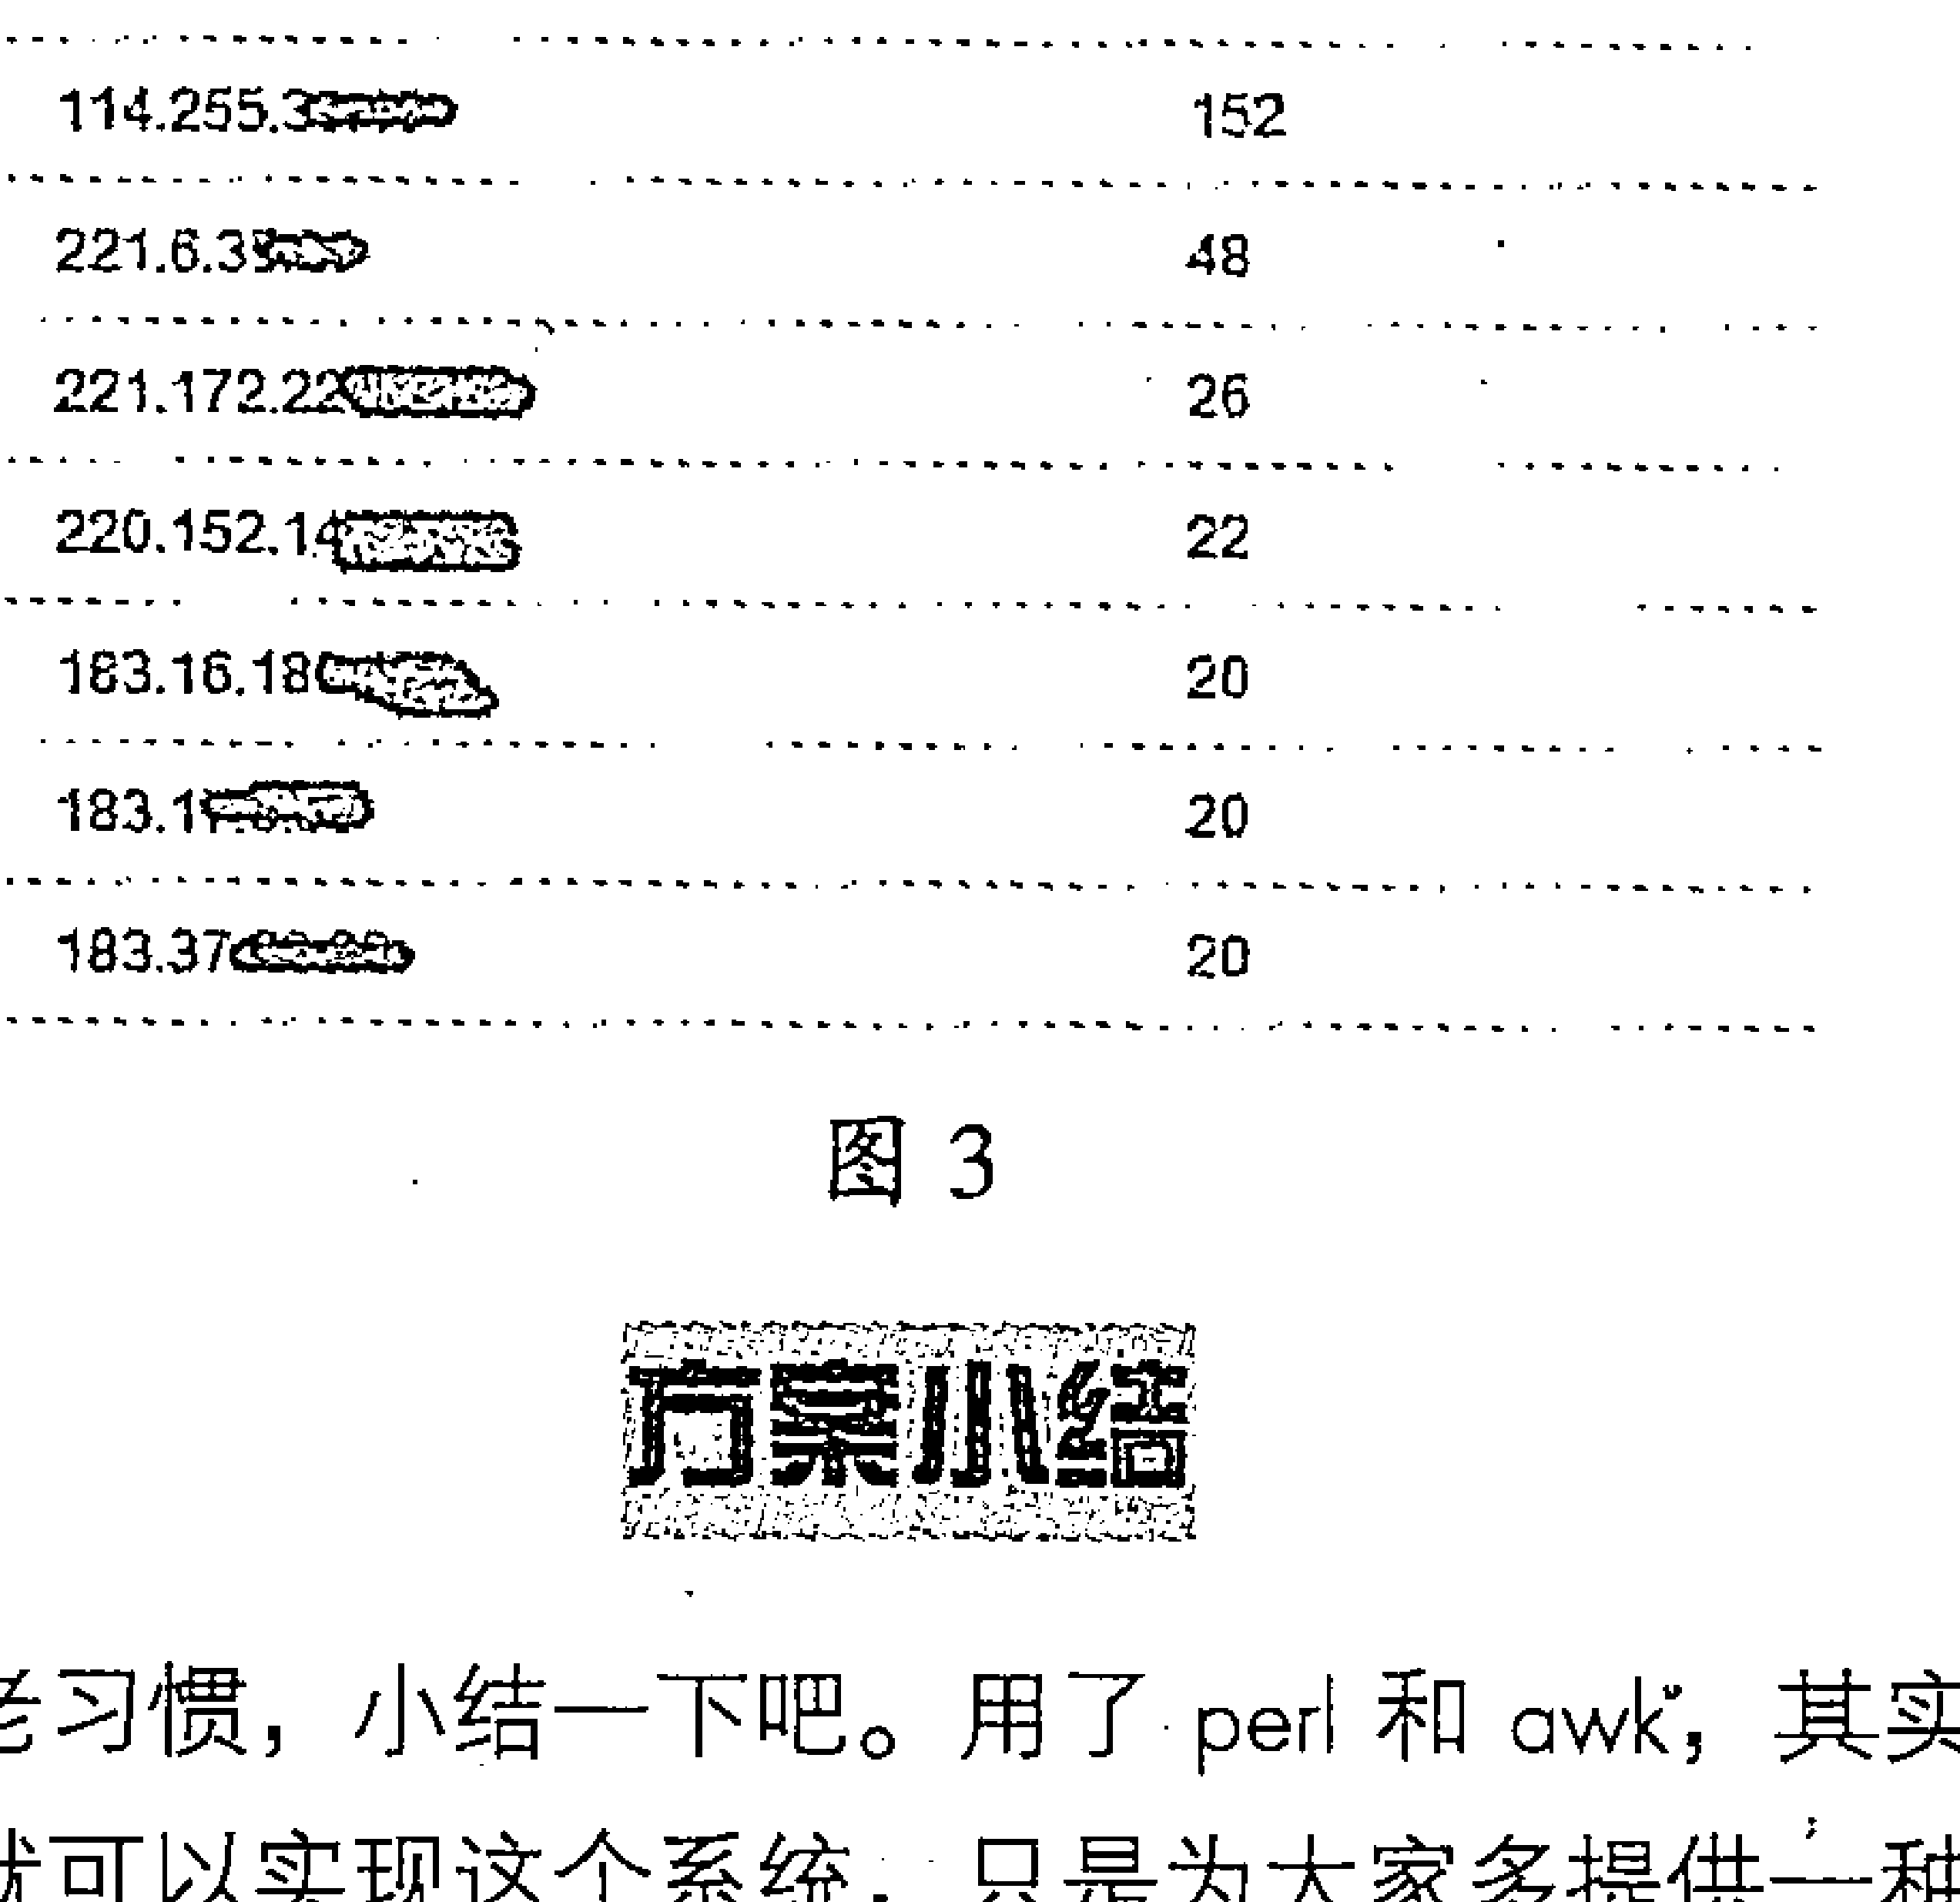 114.255.3 152
221.6.3 48
221.172.22 26
220.152.14 22
183.16.18 20
183.1 20
183.37 20
图 3
方案小结
老习惯，小结一下吧。用了 perl 和 awk，其实
就可以实现这个系统，只是为大家多提供一种